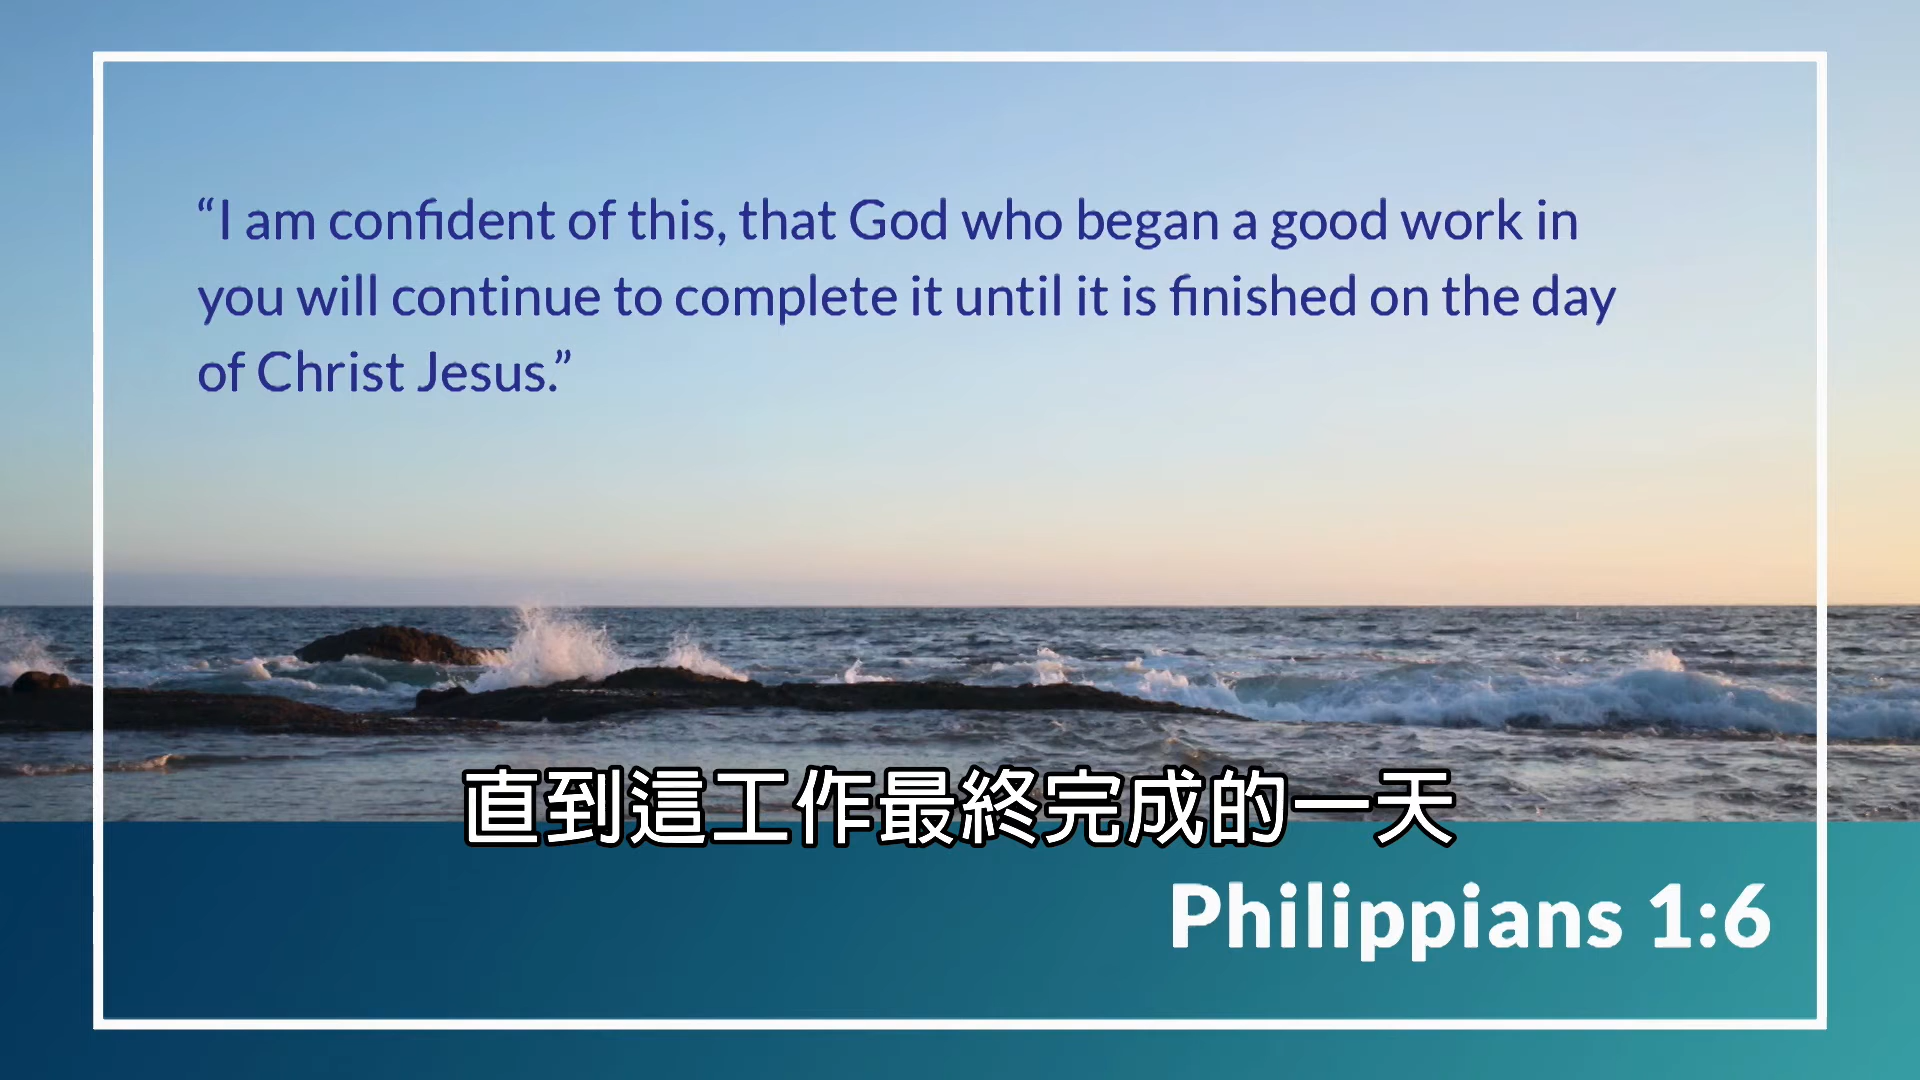 “I am confident of this, that God who began a good work in
you will continue to complete it until it is finished on the day
of Christ Jesus.”
直到這工作最終完成的一天
Philippians 1:6